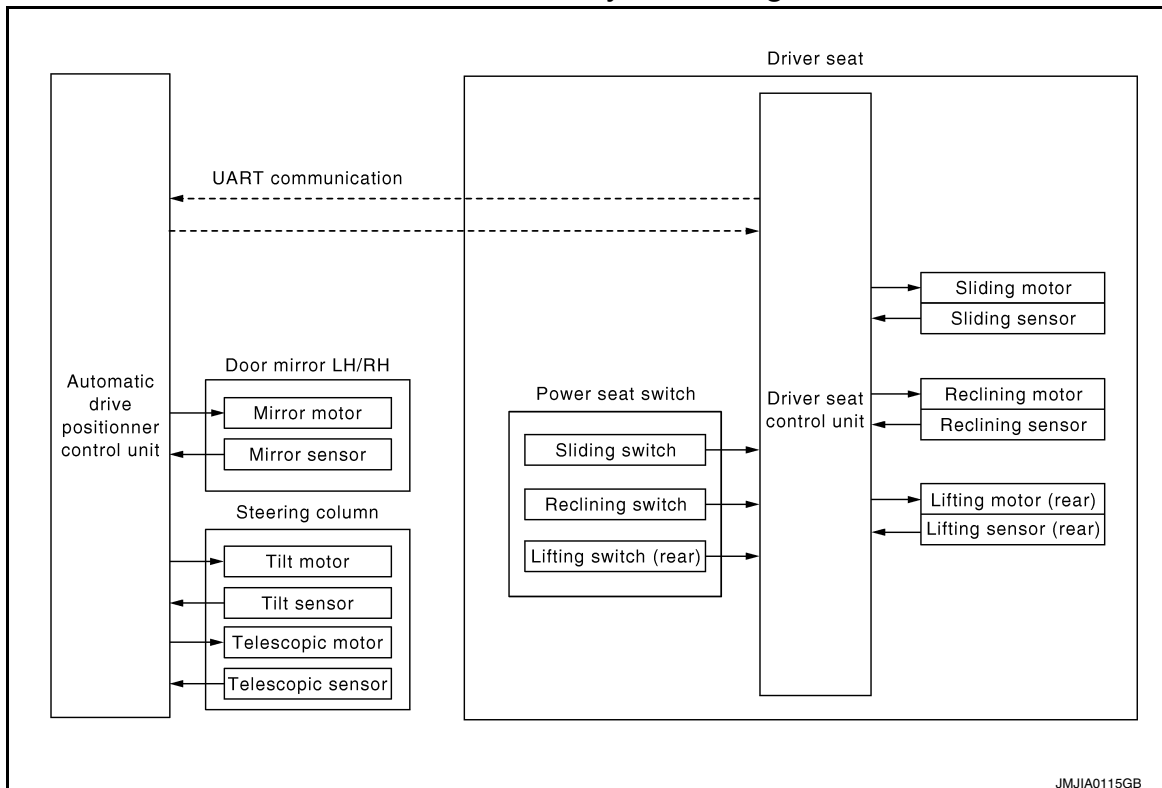 Driver seat
UART communication
Automatic
drive
positionner
control unit
Door mirror LH/RH
Mirror motor
Mirror sensor
Steering column
Tilt motor
Tilt sensor
Telescopic motor
Telescopic sensor
Power seat switch
Sliding switch
Reclining switch
Lifting switch (rear)
Driver seat
control unit
Sliding motor
Sliding sensor
Reclining motor
Reclining sensor
Lifting motor (rear)
Lifting sensor (rear)
JMJIA0115GB